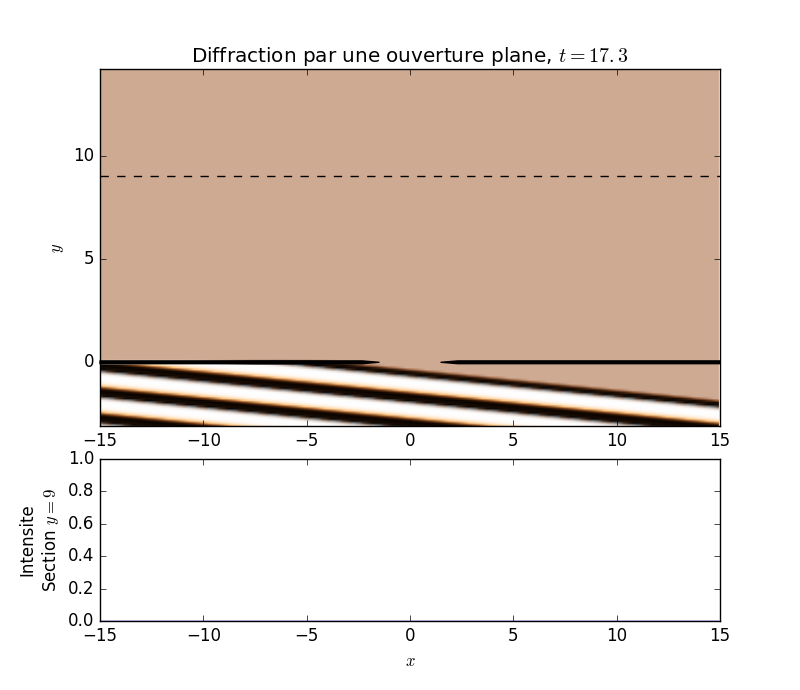 Diffraction par une ouverture plane, t = 17.3
10
5
0
y
−15 −10 −5 0 5 10 15
1.0
0.8
0.6
0.4
0.2
0.0
Intensite
Section y = 9
−15 −10 −5 0 5 10 15
x